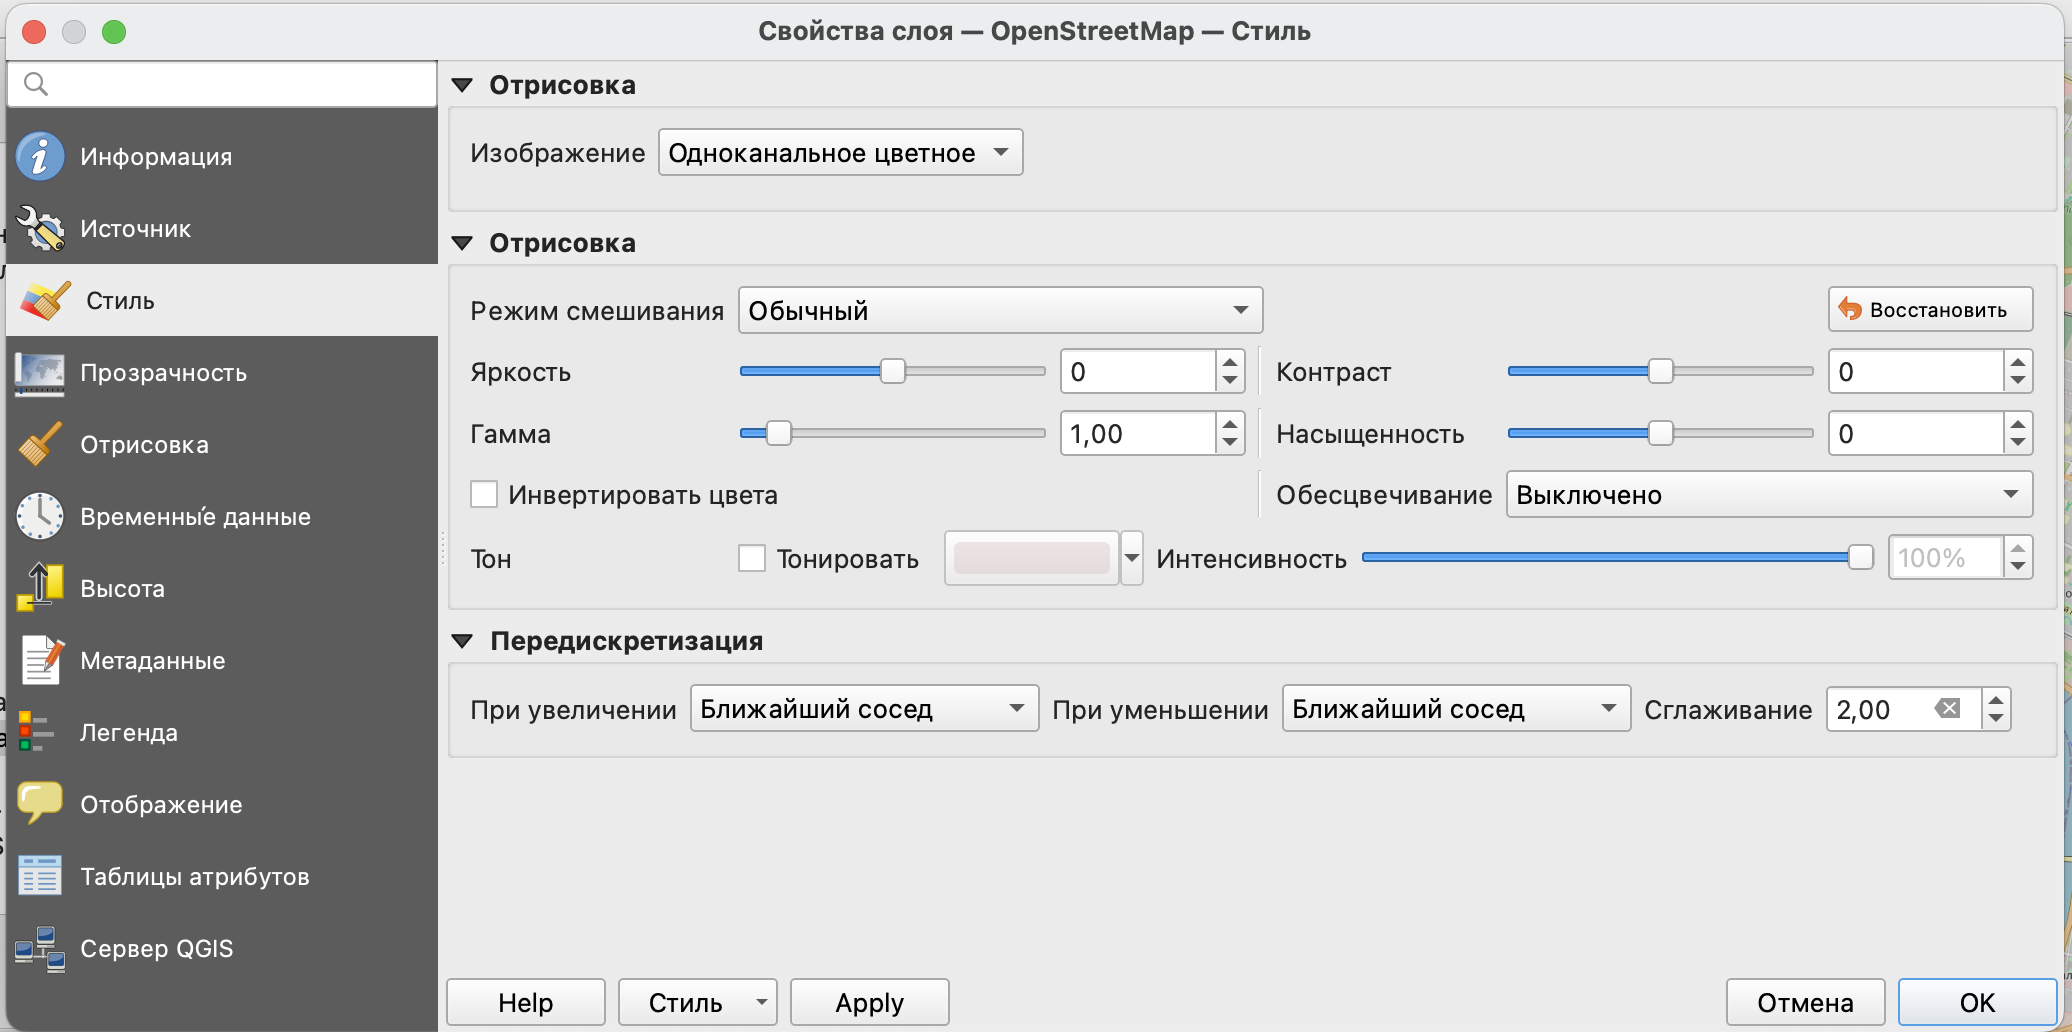 Свойства слоя — OpenStreetMap — Стиль
Информация
Источник
Стиль
Прозрачность
Отрисовка
Временны́е данные
Высота
Метаданные
Легенда
Отображение
Таблицы атрибутов
Сервер QGIS
Отрисовка
Изображение Одноканальное цветное
Отрисовка
Режим смешивания Обычный Восстановить
Яркость 0 Контраст 0
Гамма 1,00 Насыщенность 0
Инвертировать цвета Обесцвечивание Выключено
Тон Тонировать Интенсивность 100%
Передискретизация
При увеличении Ближайший сосед При уменьшении Ближайший сосед Сглаживание 2,00
Help Стиль Apply Отмена OK